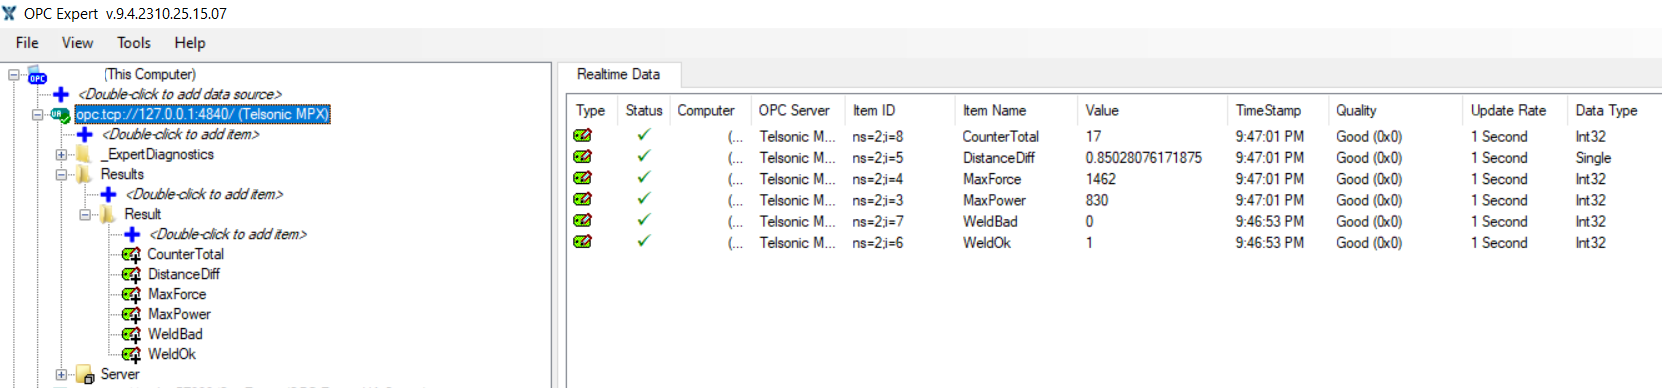 OPC Expert v.9.4.2310.25.15.07
File View Tools Help
(This Computer)
<Double-click to add data source>
opc.tcp://127.0.0.1:4840/ (Telsonic MPX)
<Double-click to add item>
_ExpertDiagnostics
Results
<Double-click to add item>
Result
<Double-click to add item>
CounterTotal
DistanceDiff
MaxForce
MaxPower
WeldBad
WeldOk
Server
Realtime Data
Type Status Computer OPC Server Item ID Item Name Value TimeStamp Quality Update Rate Data Type
(... Telsonic M... ns=2;i=8 CounterTotal 17 9:47:01 PM Good (0x0) 1 Second Int32
(... Telsonic M... ns=2;i=5 DistanceDiff 0.85028076171875 9:47:01 PM Good (0x0) 1 Second Single
(... Telsonic M... ns=2;i=4 MaxForce 1462 9:47:01 PM Good (0x0) 1 Second Int32
(... Telsonic M... ns=2;i=3 MaxPower 830 9:47:01 PM Good (0x0) 1 Second Int32
(... Telsonic M... ns=2;i=7 WeldBad 0 9:46:53 PM Good (0x0) 1 Second Int32
(... Telsonic M... ns=2;i=6 WeldOk 1 9:46:53 PM Good (0x0) 1 Second Int32